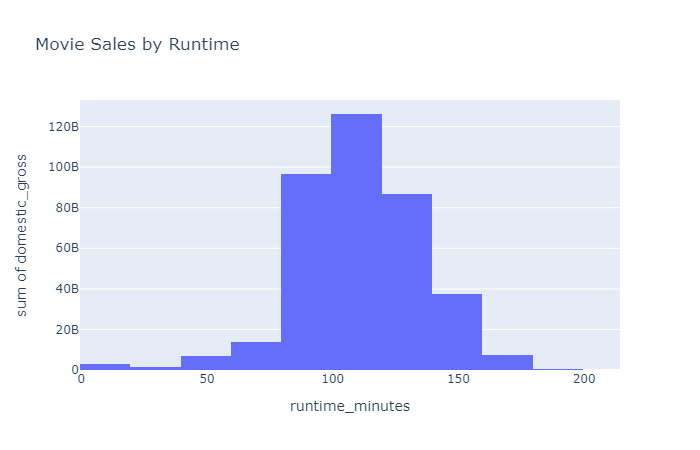 Movie Sales by Runtime
120B
100B
80B
60B
40B
20B
0
sum of domestic_gross
0 50 100 150 200
runtime_minutes